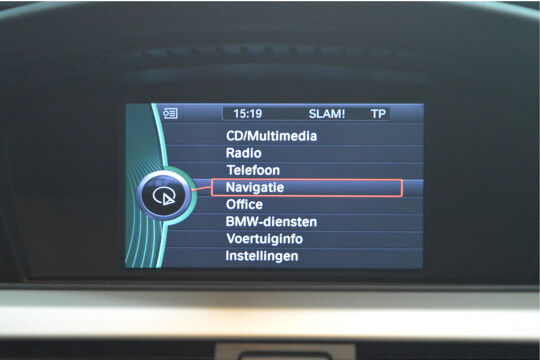 15:19 SLAM! TP
CD/Multimedia
Radio
Telefoon
Navigatie
Office
BMW-diensten
Voertuiginfo
Instellingen